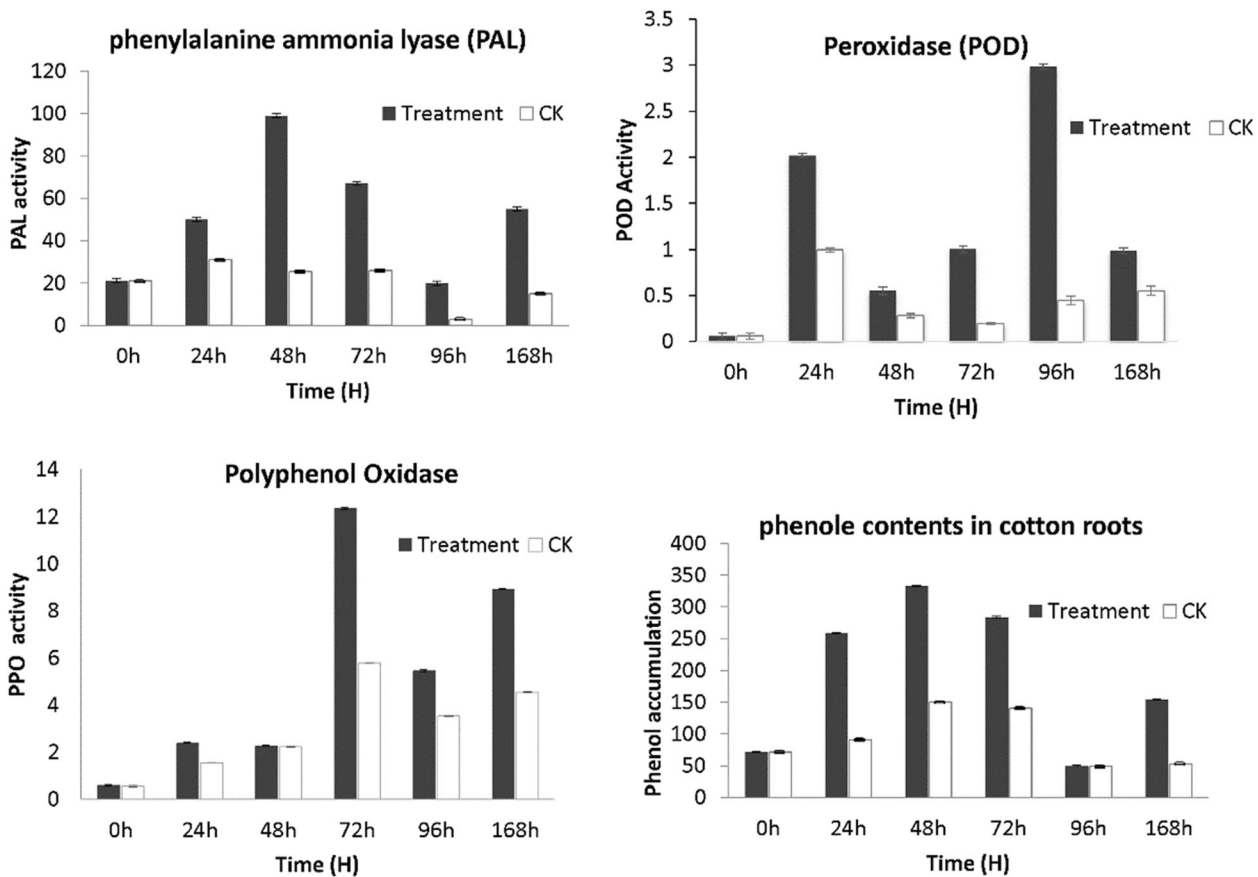 phenylalanine ammonia lyase (PAL)
120
100
80
60
40
20
0
PAL activity
Treatment CK
0h 24h 48h 72h 96h 168h
Time (H)
Peroxidase (POD)
3.5
3
2.5
2
1.5
1
0.5
0
POD Activity
Treatment CK
0h 24h 48h 72h 96h 168h
Time (H)
Polyphenol Oxidase
14
12
10
8
6
4
2
0
PPO activity
Treatment CK
0h 24h 48h 72h 96h 168h
Time (H)
phenole contents in cotton roots
400
350
300
250
200
150
100
50
0
Phenol accumulation
Treatment CK
0h 24h 48h 72h 96h 168h
Time (H)